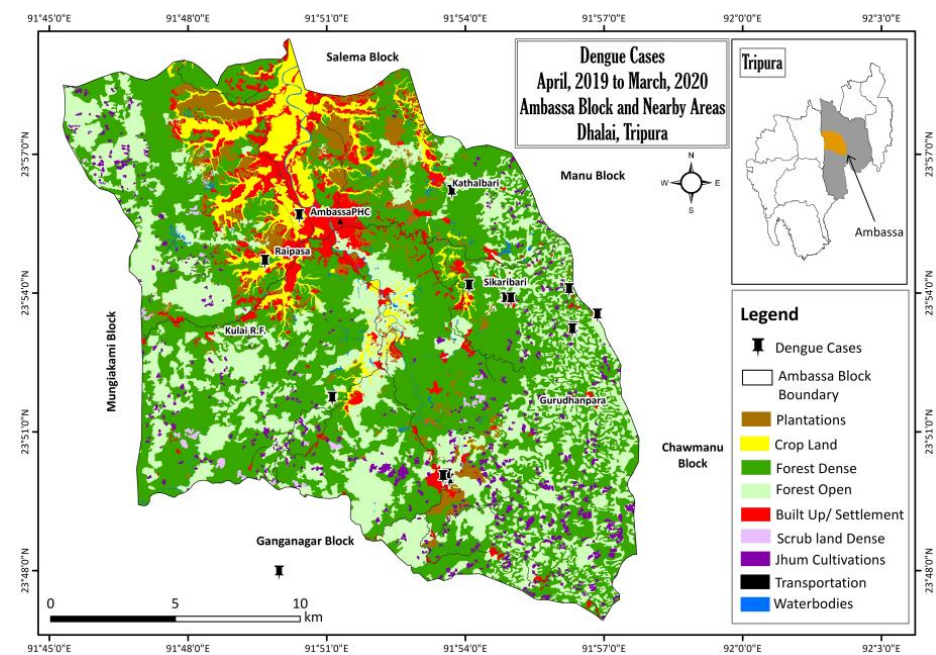 91°45'0"E 91°48'0"E 91°51'0"E 91°54'0"E 91°57'0"E 92°0'0"E 92°3'0"E
Salema Block
Dengue Cases
April, 2019 to March, 2020
Ambassa Block and Nearby Areas
Dhalai, Tripura
Tripura
23°57'0"N
23°57'0"N
N
W E
S
Manu Block
Kathalbari
AmbassaPHC
Ambassa
Raipasa
Sikaribari
23°54'0"N
23°54'0"N
Kulai R.F.
Mungiakami Block
Gurudhanpara
Chawmanu
Block
23°51'0"N
23°51'0"N
Ganganagar Block
23°48'0"N
23°48'0"N
Legend
Dengue Cases
Ambassa Block
Boundary
Plantations
Crop Land
Forest Dense
Forest Open
Built Up/ Settlement
Scrub land Dense
Jhum Cultivations
Transportation
Waterbodies
0 5 10
km
91°45'0"E 91°48'0"E 91°51'0"E 91°54'0"E 91°57'0"E 92°0'0"E 92°3'0"E